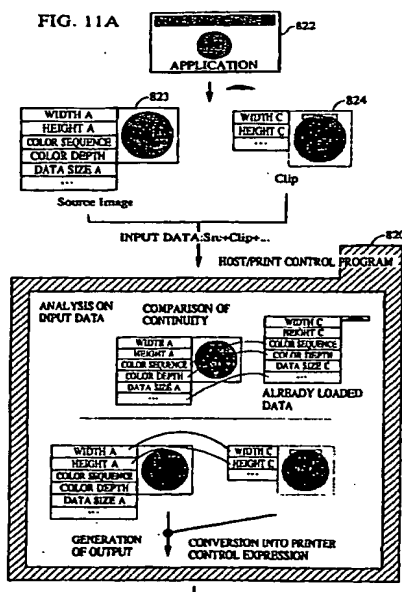 FIG. 11A
822
APPLICATION
823
WIDTH A
HEIGHT A
COLOR SEQUENCE
COLOR DEPTH
DATA SIZE A
...
Source Image
824
WIDTH C
HEIGHT C
...
Clip
INPUT DATA:Src+Clip+...
HOST/PRINT CONTROL PROGRAM
820
ANALYSIS ON
INPUT DATA
COMPARISON OF
CONTINUITY
WIDTH A
HEIGHT A
COLOR SEQUENCE
COLOR DEPTH
DATA SIZE A
...
WIDTH C
HEIGHT C
COLOR SEQUENCE
COLOR DEPTH
DATA SIZE C
...
ALREADY LOADED
DATA
WIDTH A
HEIGHT A
COLOR SEQUENCE
COLOR DEPTH
DATA SIZE A
...
WIDTH C
HEIGHT C
...
GENERATION
OF OUTPUT
CONVERSION INTO PRINTER
CONTROL EXPRESSION